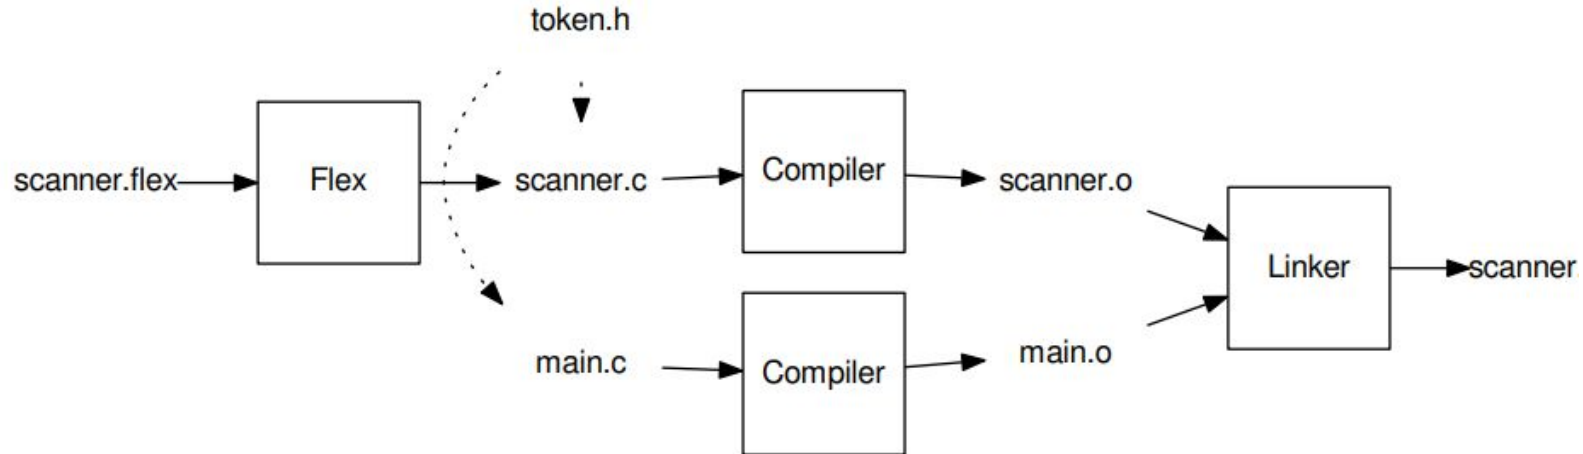 token.h
scanner.flex
Flex
scanner.c
Compiler
scanner.o
Linker
scanner.
main.c
Compiler
main.o